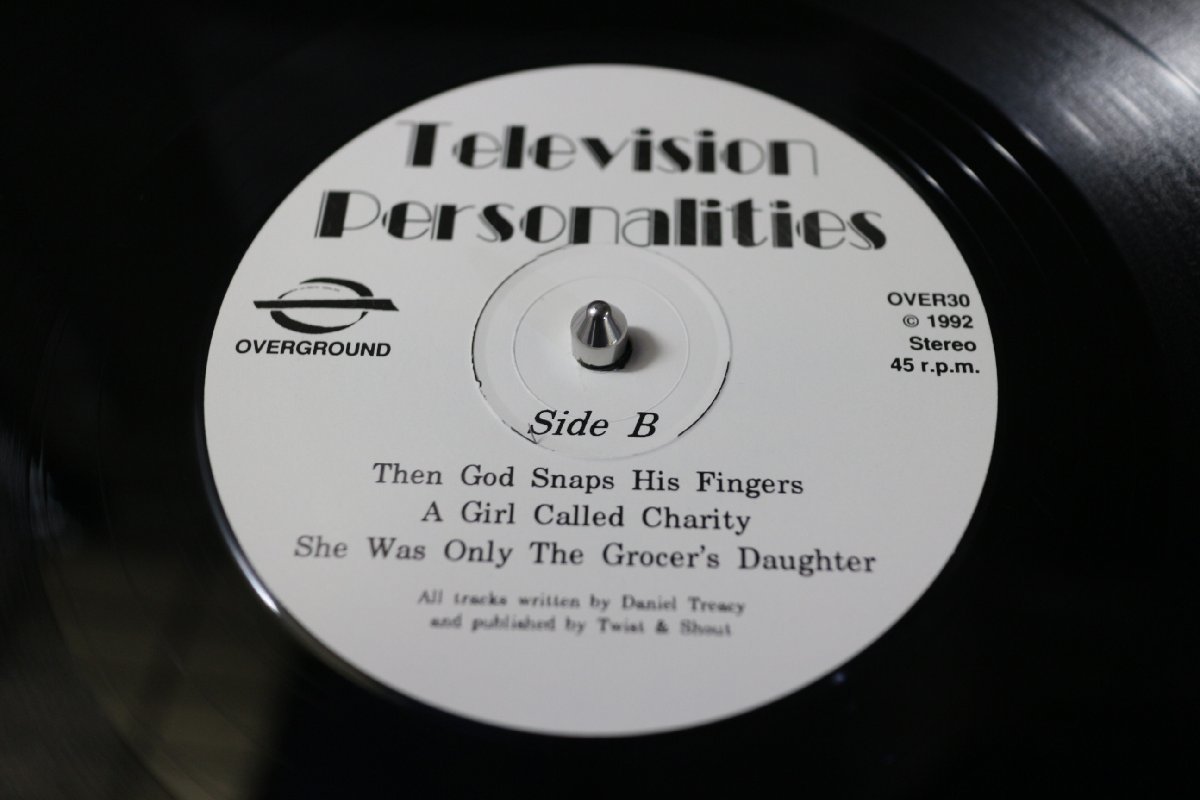 Television
Personalities
OVERGROUND
OVER30
© 1992
Stereo
45 r.p.m.
Side B
Then God Snaps His Fingers
A Girl Called Charity
She Was Only The Grocer's Daughter
All tracks written by Daniel Treacy
and published by Twist & Shout